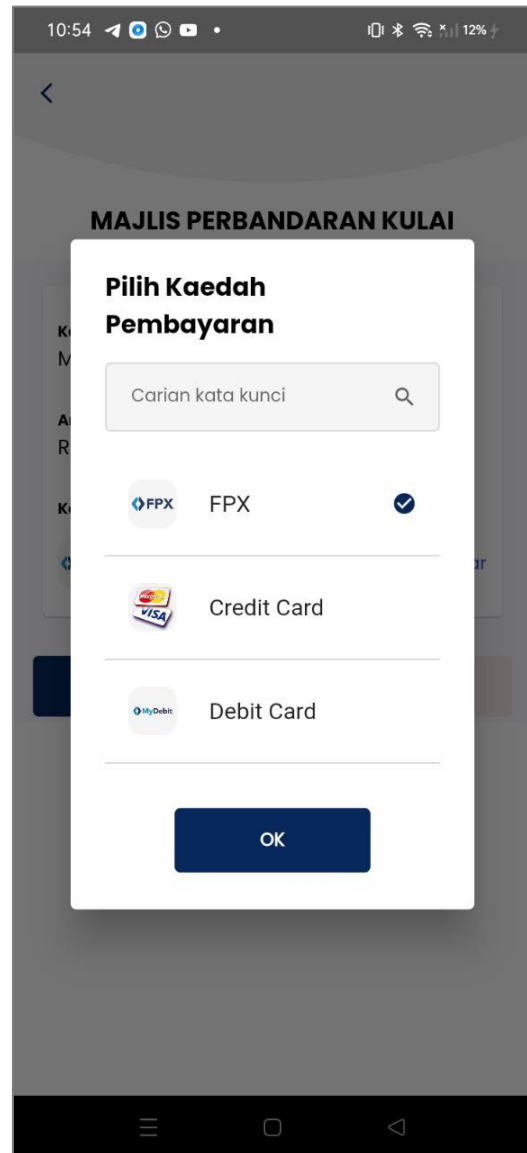 10:54
12%
MAJLIS PERBANDARAN KULAI
Pilih Kaedah
Pembayaran
Carian kata kunci
FPX FPX
VISA Credit Card
MyDebit Debit Card
OK